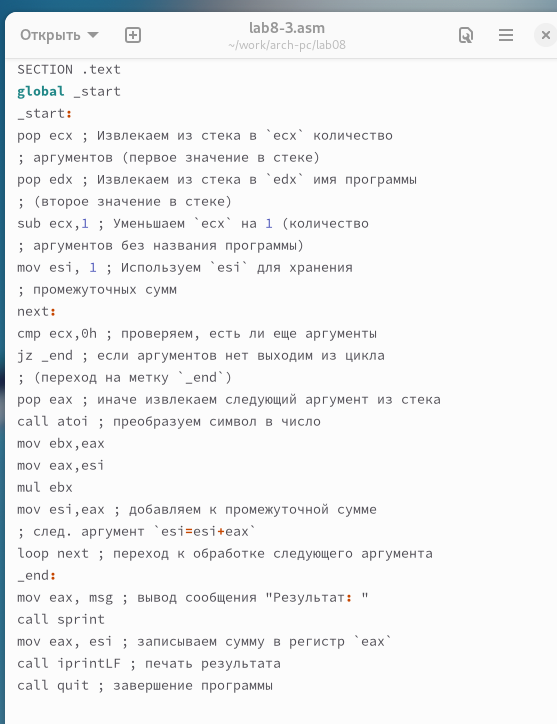 Открыть
lab8-3.asm
~/work/arch-pc/lab08
SECTION .text
global _start
_start:
pop ecx ; Извлекаем из стека в `ecx` количество
; аргументов (первое значение в стеке)
pop edx ; Извлекаем из стека в `edx` имя программы
; (второе значение в стеке)
sub ecx,1 ; Уменьшаем `ecx` на 1 (количество
; аргументов без названия программы)
mov esi, 1 ; Используем `esi` для хранения
; промежуточных сумм
next:
cmp ecx,0h ; проверяем, есть ли еще аргументы
jz _end ; если аргументов нет выходим из цикла
; (переход на метку `_end`)
pop eax ; иначе извлекаем следующий аргумент из стека
call atoi ; преобразуем символ в число
mov ebx,eax
mov eax,esi
mul ebx
mov esi,eax ; добавляем к промежуточной сумме
; след. аргумент `esi=esi+eax`
loop next ; переход к обработке следующего аргумента
_end:
mov eax, msg ; вывод сообщения "Результат: "
call sprint
mov eax, esi ; записываем сумму в регистр `eax`
call iprintLF ; печать результата
call quit ; завершение программы